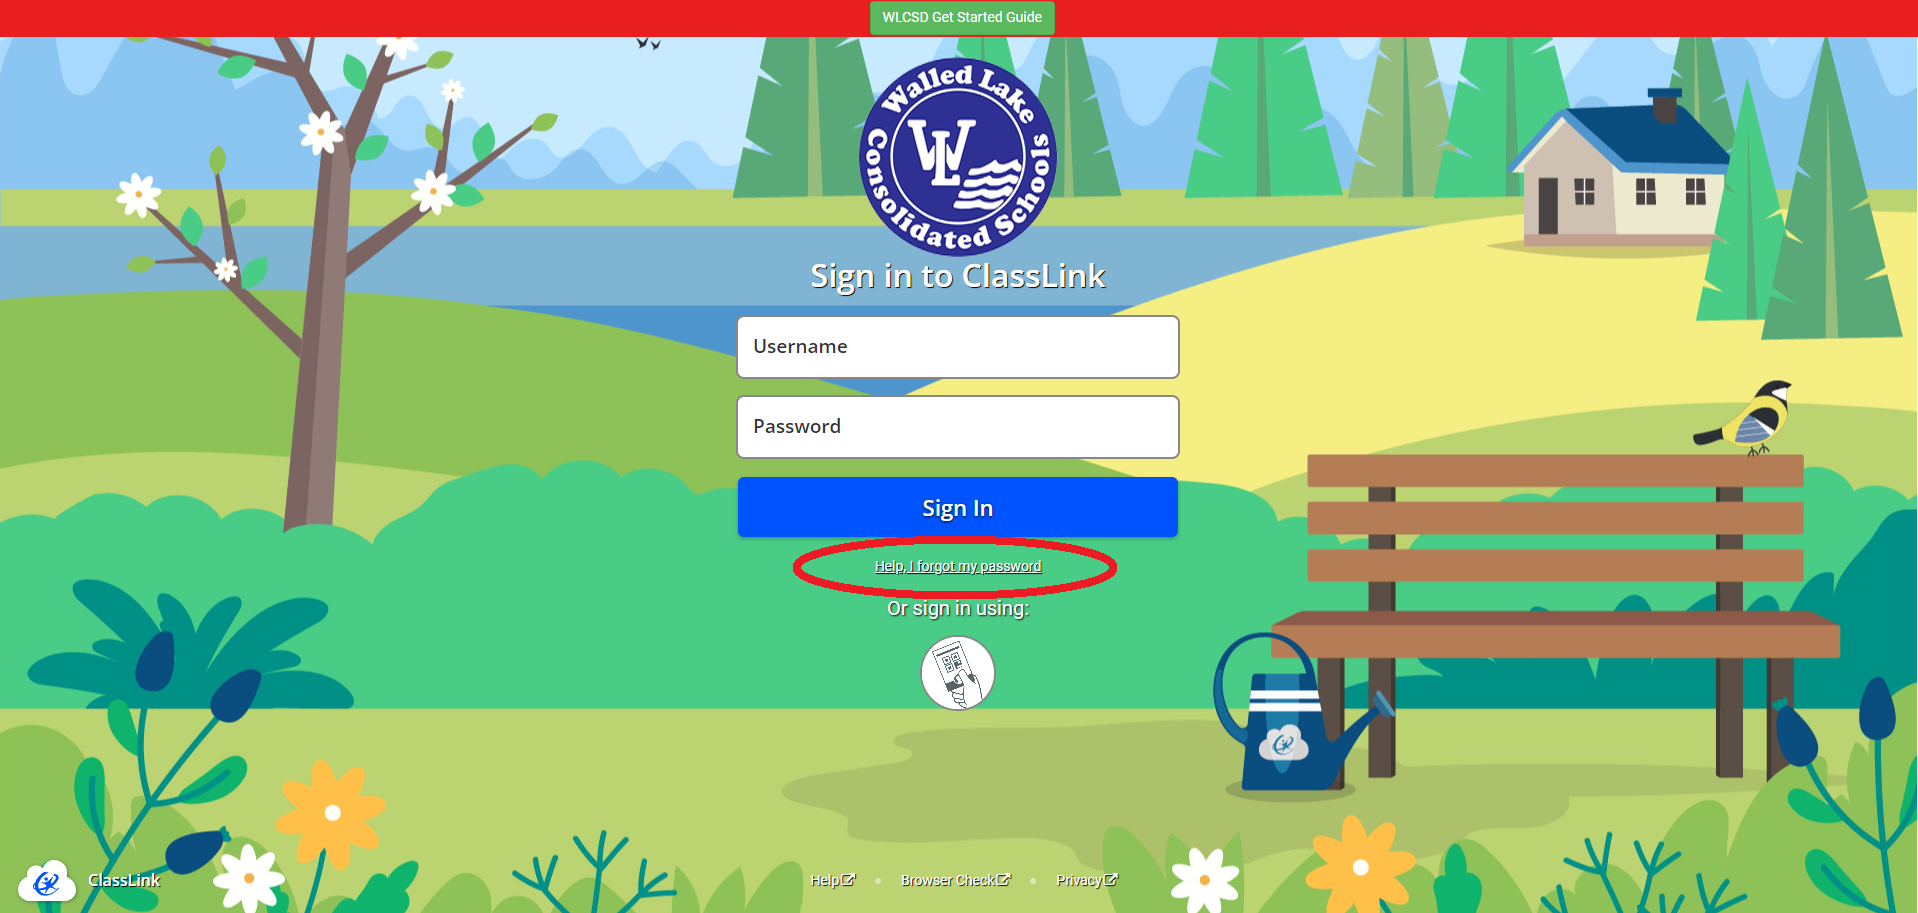 WLCSD Get Started Guide
Walled Lake
Consolidated Schools
WL
Sign in to ClassLink
Username
Password
Sign In
Help, I forgot my password
Or sign in using:
ClassLink
Help
Browser Check
Privacy